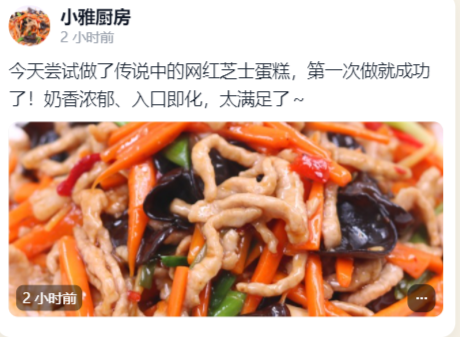 小雅厨房
2 小时前
今天尝试做了传说中的网红芝士蛋糕，第一次做就成功
了！奶香浓郁、入口即化，太满足了~
2 小时前